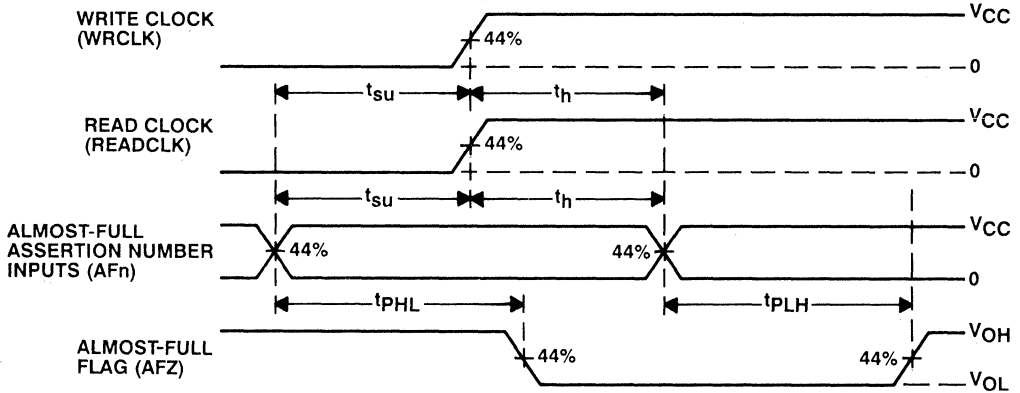 WRITE CLOCK
(WRCLK)
44%
VCC
0
tsu
th
READ CLOCK
(READCLK)
44%
VCC
0
tsu
th
ALMOST-FULL
ASSERTION NUMBER
INPUTS (AFn)
44%
44%
VCC
0
tPHL
tPLH
ALMOST-FULL
FLAG (AFZ)
44%
44%
VOH
VOL